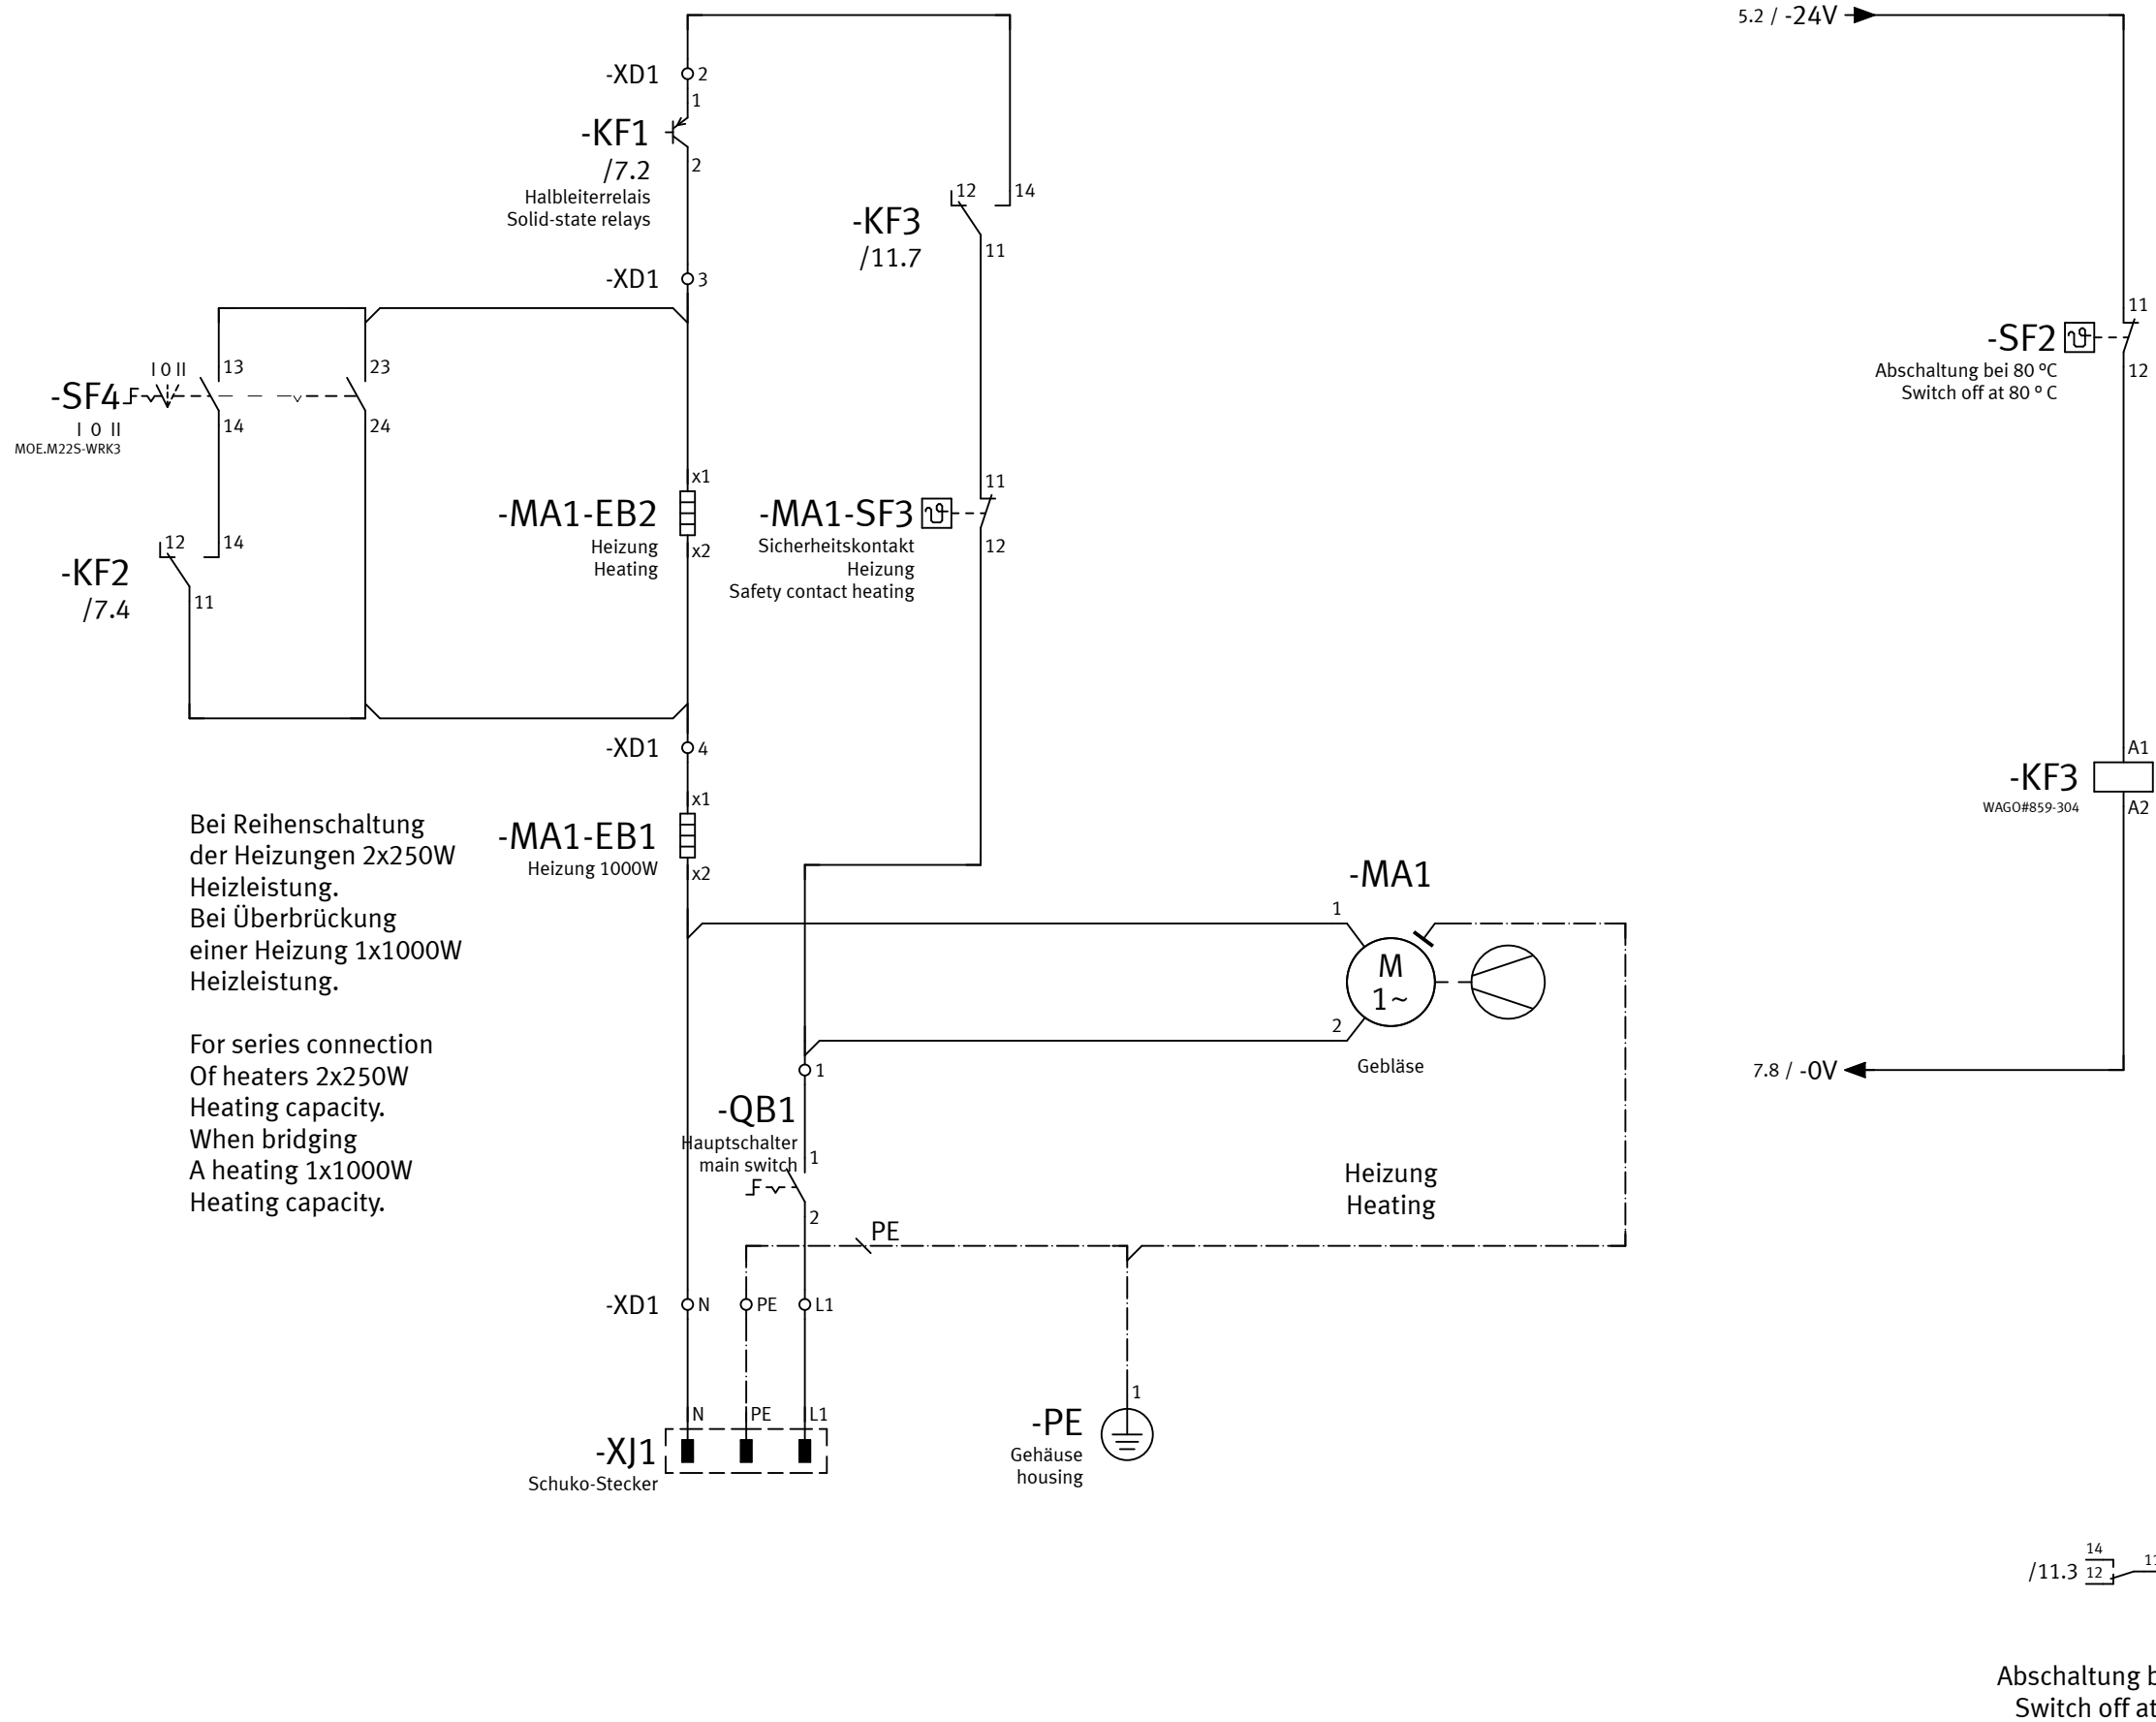 5.2 / -24V
-XD1 2
1
-KF1
/7.2
2
Halbleiterrelais
Solid-state relays
12 14
-KF3
/11.7
11
-XD1 3
11
-SF2
Abschaltung bei 80 °C
Switch off at 80 ° C
12
I 0 II
13 23
-SF4
I 0 II
MOE.M22S-WRK3
14 24
x1
-MA1-EB2
Heizung
Heating
x2
11
-MA1-SF3
Sicherheitskontakt
Heizung
Safety contact heating
12
12 14
-KF2
/7.4
11
-XD1 4
A1
-KF3
WAGO#859-304
A2
x1
-MA1-EB1
Heizung 1000W
x2
Bei Reihenschaltung
der Heizungen 2x250W
Heizleistung.
Bei Überbrückung
einer Heizung 1x1000W
Heizleistung.
For series connection
Of heaters 2x250W
Heating capacity.
When bridging
A heating 1x1000W
Heating capacity.
-MA1
1
M
1~
2
Gebläse
7.8 / -0V
1
-QB1
Hauptschalter
main switch
1
2
Heizung
Heating
PE
-XD1 N PE L1
N PE L1
-XJ1
Schuko-Stecker
1
-PE
Gehäuse
housing
14
/11.3 12 11
Abschaltung
Switch off at